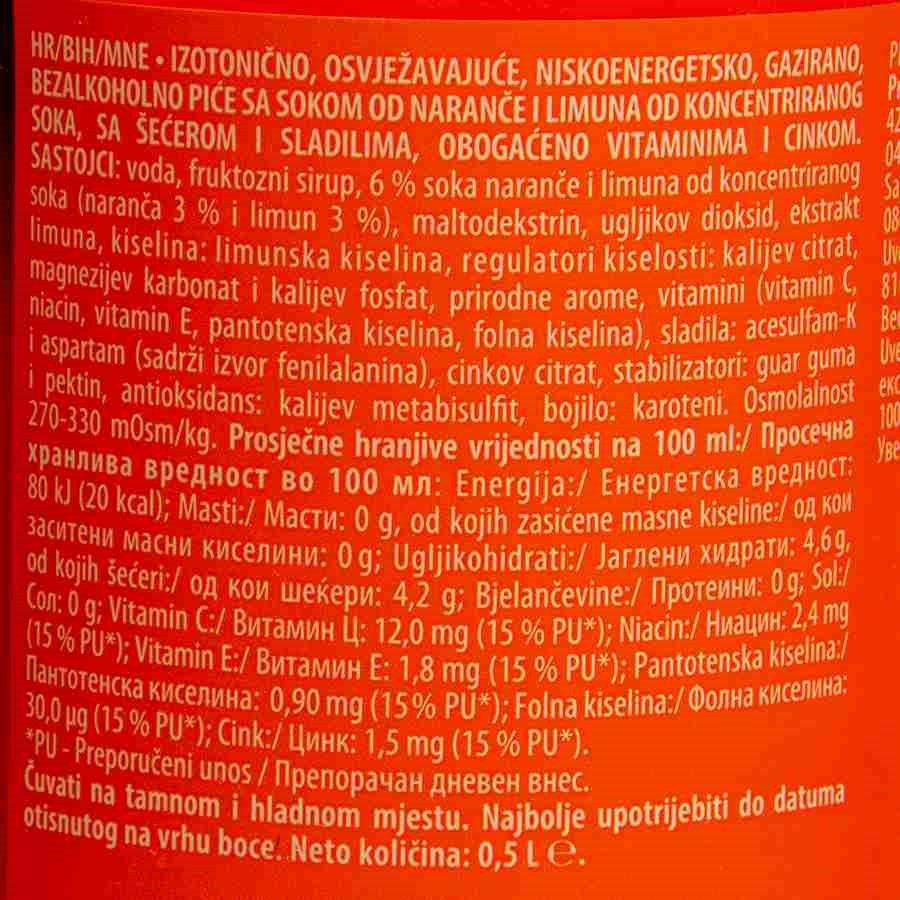 HR/BIH/MNE • IZOTONIČNO, OSVJEŽAVAJUĆE, NISKOENERGETSKO, GAZIRANO,
BEZALKOHOLNO PIĆE SA SOKOM OD NARANČE I LIMUNA OD KONCENTRIRANOG
SOKA, SA ŠEĆEROM I SLADILIMA, OBOGAĆENO VITAMINIMA I CINKOM.
SASTOJCI: voda, fruktozni sirup, 6 % soka naranče i limuna od koncentriranog
soka (naranča 3 % i limun 3 %), maltodekstrin, ugljikov dioksid, ekstrakt
limuna, kiselina: limunska kiselina, regulatori kiselosti: kalijev citrat,
magnezijev karbonat i kalijev fosfat, prirodne arome, vitamini (vitamin C,
niacin, vitamin E, pantotenska kiselina, folna kiselina), sladila: acesulfam-K
i aspartam (sadrži izvor fenilalanina), cinkov citrat, stabilizatori: guar guma
i pektin, antioksidans: kalijev metabisulfit, bojilo: karoteni. Osmolalnost
270-330 mOsm/kg. Prosječne hranjive vrijednosti na 100 ml:/ Просечна
хранлива вредност во 100 мл: Energija:/ Енергетска вредност:
80 kJ (20 kcal); Masti:/ Масти: 0 g, od kojih zasićene masne kiseline:/ од кои
заситени масни киселини: 0 g; Ugljikohidrati:/ Јаглени хидрати: 4,6 g,
od kojih šećeri:/ од кои шеќери: 4,2 g; Bjelančevine:/ Протеини: 0 g; Sol:/
Сол: 0 g; Vitamin C:/ Витамин Ц: 12,0 mg (15 % PU*); Niacin:/ Ниацин: 2,4 mg
(15 % PU*); Vitamin E:/ Витамин Е: 1,8 mg (15 % PU*); Pantotenska kiselina:/
Пантотенска киселина: 0,90 mg (15 % PU*); Folna kiselina:/ Фолна киселина:
30,0 µg (15 % PU*); Cink:/ Цинк: 1,5 mg (15 % PU*).
*PU - Preporučeni unos / Препорачан дневен внес.
Čuvati na tamnom i hladnom mjestu. Najbolje upotrijebiti do datuma
otisnutog na vrhu boce. Neto količina: 0,5 L ℮.